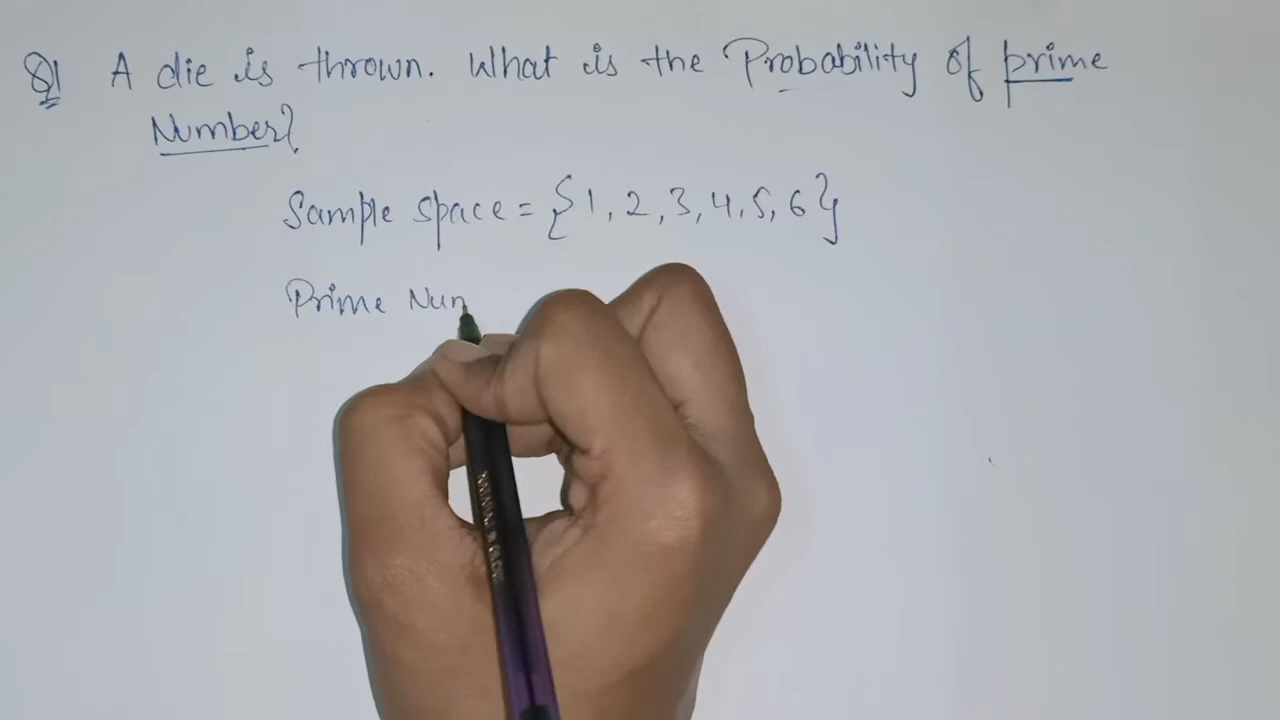 Q1 A die is thrown. What is the Probability of prime
Number?
Sample space = {1, 2, 3, 4, 5, 6}
Prime Num